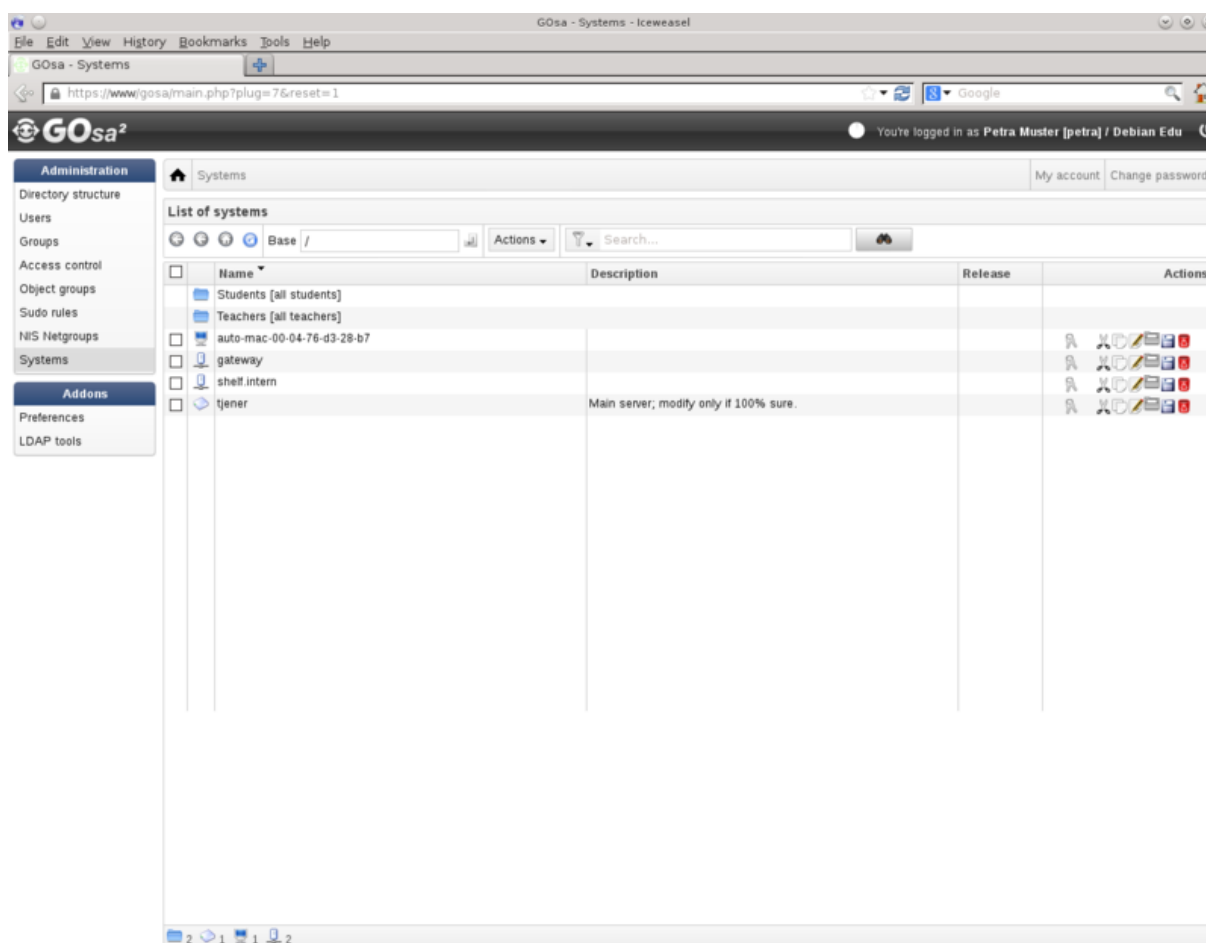 GOsa - Systems - Iceweasel
File Edit View History Bookmarks Tools Help
GOsa - Systems
https://www/gosa/main.php?plug=7&reset=1
Google
GOsa²
You're logged in as Petra Muster [petra] / Debian Edu
Administration
Directory structure
Users
Groups
Access control
Object groups
Sudo rules
NIS Netgroups
Systems
Addons
Preferences
LDAP tools
Systems
My account Change password
List of systems
Base / Actions Search...
Name Description Release Actions
Students [all students]
Teachers [all teachers]
auto-mac-00-04-76-d3-28-b7
gateway
shelf.intern
tjener Main server; modify only if 100% sure.
2 1 1 2